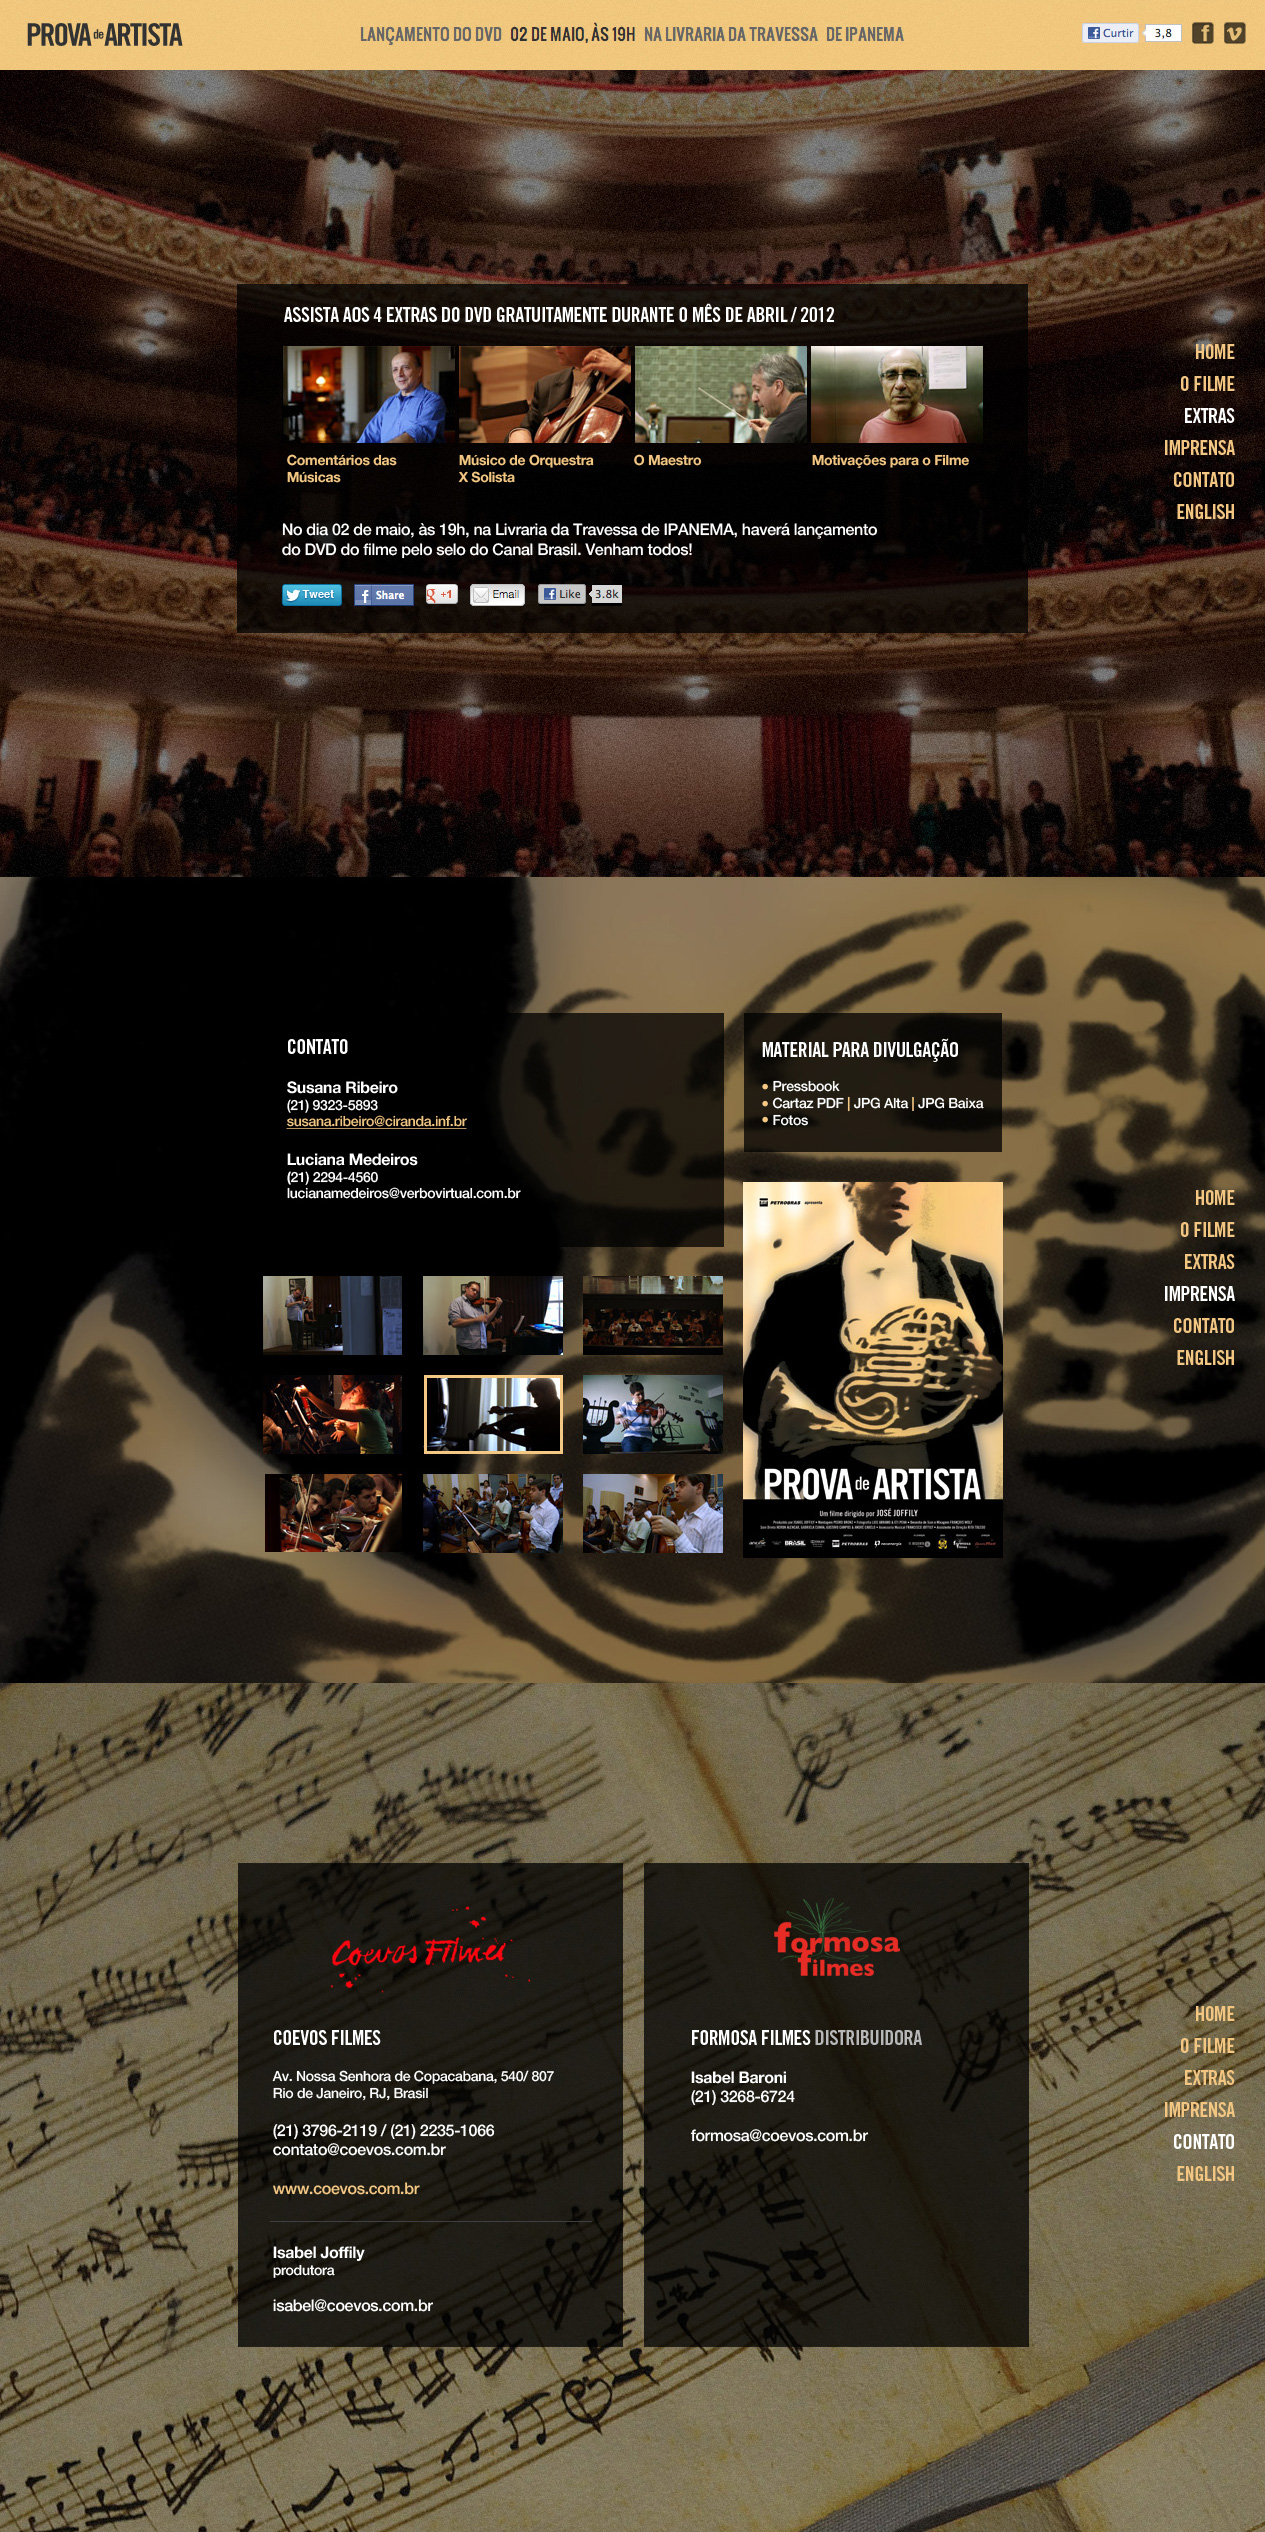 PROVA de ARTISTA
LANÇAMENTO DO DVD 02 DE MAIO, ÀS 19H NA LIVRARIA DA TRAVESSA DE IPANEMA
Curtir 3,8
ASSISTA AOS 4 EXTRAS DO DVD GRATUITAMENTE DURANTE O MÊS DE ABRIL / 2012
Comentários das
Músicas
Músico de Orquestra
X Solista
O Maestro
Motivações para o Filme
No dia 02 de maio, às 19h, na Livraria da Travessa de IPANEMA, haverá lançamento
do DVD do filme pelo selo do Canal Brasil. Venham todos!
Tweet Share +1 Email Like 3.8k
HOME
O FILME
EXTRAS
IMPRENSA
CONTATO
ENGLISH
CONTATO
Susana Ribeiro
(21) 9323-5893
susana.ribeiro@ciranda.inf.br
Luciana Medeiros
(21) 2294-4560
lucianamedeiros@verbovirtual.com.br
MATERIAL PARA DIVULGAÇÃO
• Pressbook
• Cartaz PDF | JPG Alta | JPG Baixa
• Fotos
PETROBRAS apresenta
PROVA de ARTISTA
Um filme dirigido por JOSÉ JOFFILY
BRASIL PETROBRAS
HOME
O FILME
EXTRAS
IMPRENSA
CONTATO
ENGLISH
Coevos Filmes
COEVOS FILMES
Av. Nossa Senhora de Copacabana, 540/ 807
Rio de Janeiro, RJ, Brasil
(21) 3796-2119 / (21) 2235-1066
contato@coevos.com.br
www.coevos.com.br
Isabel Joffily
produtora
isabel@coevos.com.br
formosa
filmes
FORMOSA FILMES DISTRIBUIDORA
Isabel Baroni
(21) 3268-6724
formosa@coevos.com.br
HOME
O FILME
EXTRAS
IMPRENSA
CONTATO
ENGLISH